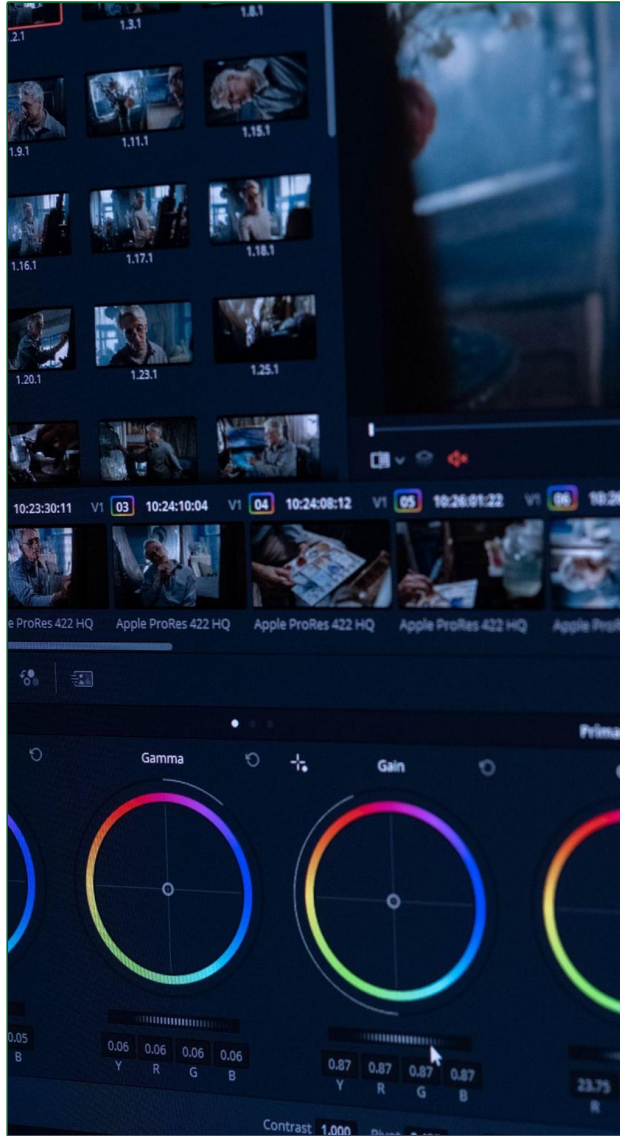 1.2.1 1.3.1 1.8.1
1.9.1 1.11.1 1.15.1
1.16.1 1.17.1 1.18.1
1.20.1 1.23.1 1.25.1
10:23:30:11 V1 03 10:24:10:04 V1 04 10:24:08:12 V1 05 10:26:01:22 V1 06
e ProRes 422 HQ Apple ProRes 422 HQ Apple ProRes 422 HQ Apple ProRes 422 HQ Apple
Prima
Gamma Gain
0.05 0.06 0.06 0.06 0.06 0.87 0.87 0.87 0.87 23.75
B Y R G B Y R G B R
Contrast 1.000 Pivot